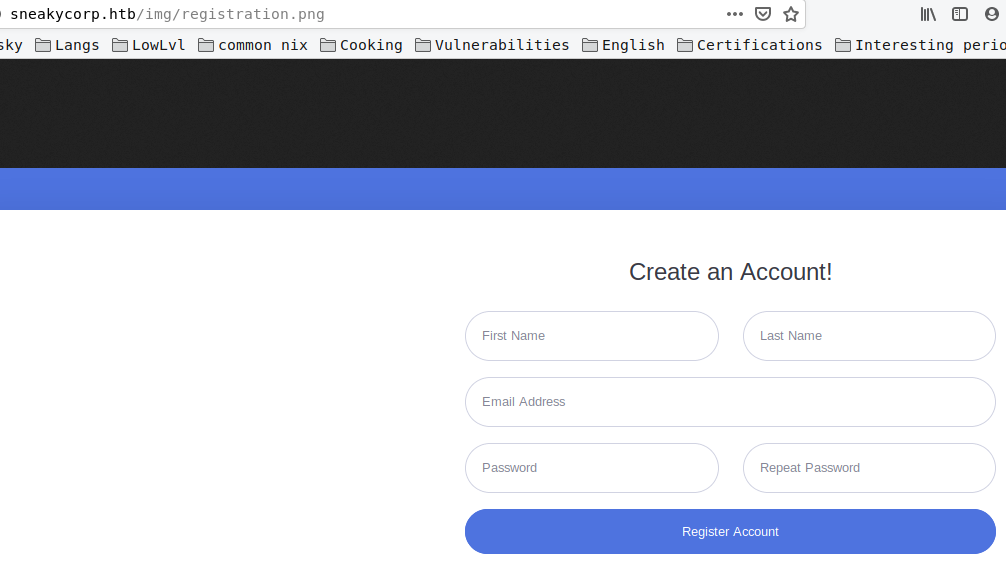 sneakycorp.htb/img/registration.png
sky Langs LowLvl common nix Cooking Vulnerabilities English Certifications Interesting perio
Create an Account!
First Name Last Name
Email Address
Password Repeat Password
Register Account